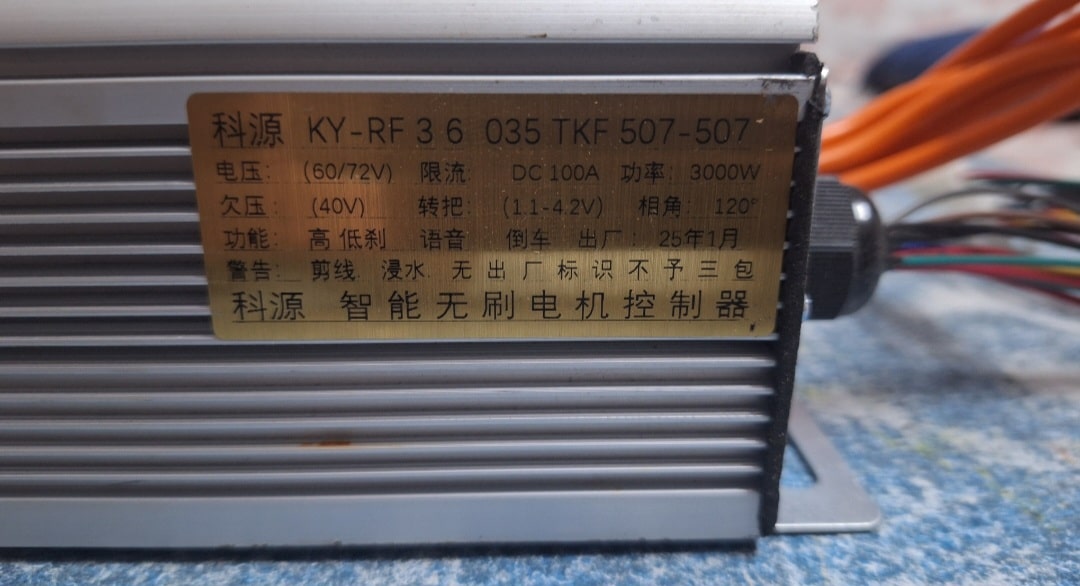 科源 KY-RF 3 6 035 TKF 507-507
电压: (60/72V) 限流: DC 100A 功率: 3000W
欠压: (40V) 转把: (1.1-4.2V) 相角: 120°
功能: 高 低刹 语音 倒车 出厂: 25年1月
警告: 剪线 浸水 无出厂标识不予三包
科源 智能无刷电机控制器